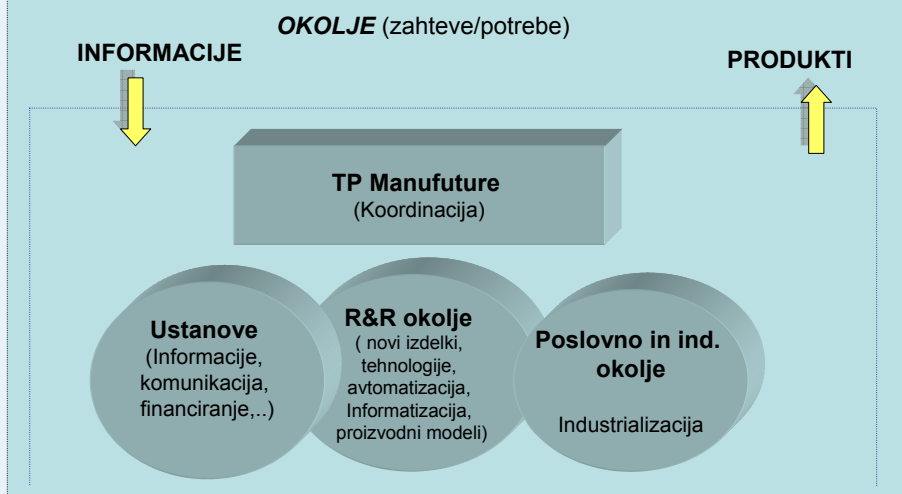 OKOLJE (zahteve/potrebe)
INFORMACIJE
PRODUKTI
TP Manufuture
(Koordinacija)
Ustanove
(Informacije,
komunikacija,
financiranje,..)
R&R okolje
( novi izdelki,
tehnologije,
avtomatizacija,
Informatizacija,
proizvodni modeli)
Poslovno in ind.
okolje
Industrializacija